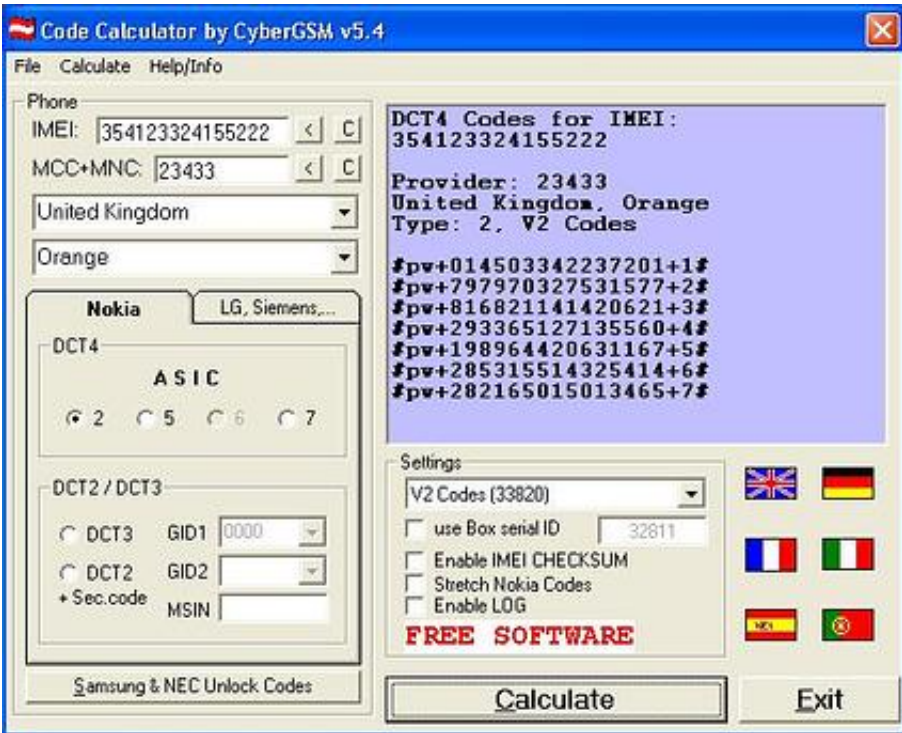 Code Calculator by CyberGSM v5.4
File Calculate Help/Info
Phone
IMEI: 354123324155222 < C
MCC+MNC: 23433 < C
United Kingdom
Orange
Nokia
LG, Siemens,...
DCT4
ASIC
2 5 6 7
DCT2 / DCT3
DCT3 GID1 0000
DCT2 GID2
+ Sec.code MSIN
Samsung & NEC Unlock Codes
DCT4 Codes for IMEI:
354123324155222
Provider: 23433
United Kingdom, Orange
Type: 2, V2 Codes
#pw+014503342237201+1#
#pw+797970327531577+2#
#pw+816821141420621+3#
#pw+293365127135560+4#
#pw+198964420631167+5#
#pw+285315514325414+6#
#pw+282165015013465+7#
Settings
V2 Codes (33820)
use Box serial ID 32811
Enable IMEI CHECKSUM
Stretch Nokia Codes
Enable LOG
FREE SOFTWARE
Calculate
Exit